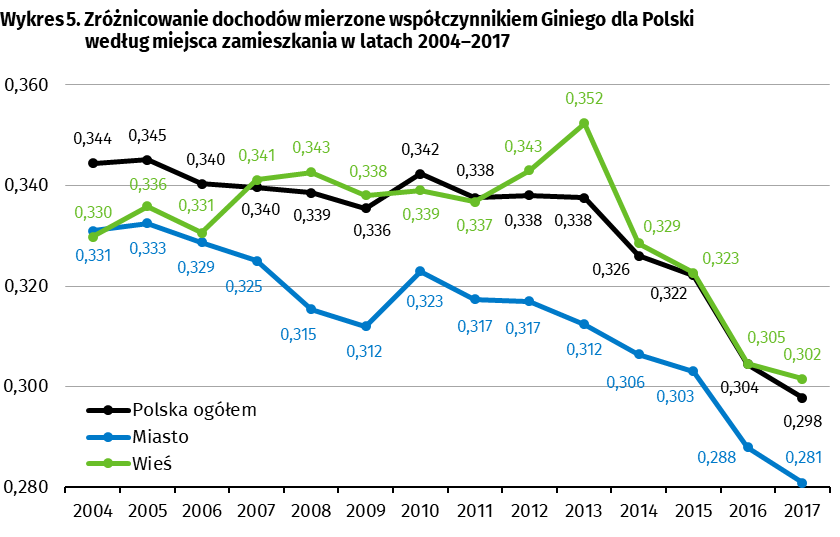 Wykres 5. Zróżnicowanie dochodów mierzone współczynnikiem Giniego dla Polski
według miejsca zamieszkania w latach 2004–2017
0,360
0,352
0,344 0,345 0,340 0,341 0,343 0,338 0,342 0,338 0,343
0,340
0,330 0,336 0,331 0,340 0,339 0,336 0,339 0,337 0,338 0,338 0,329
0,331 0,333 0,329 0,325 0,326 0,322 0,323
0,320
0,315 0,312 0,323 0,317 0,317 0,312 0,306 0,303 0,305 0,302
0,300
0,304 0,298
Polska ogółem
Miasto
Wieś
0,288 0,281
0,280
2004 2005 2006 2007 2008 2009 2010 2011 2012 2013 2014 2015 2016 2017